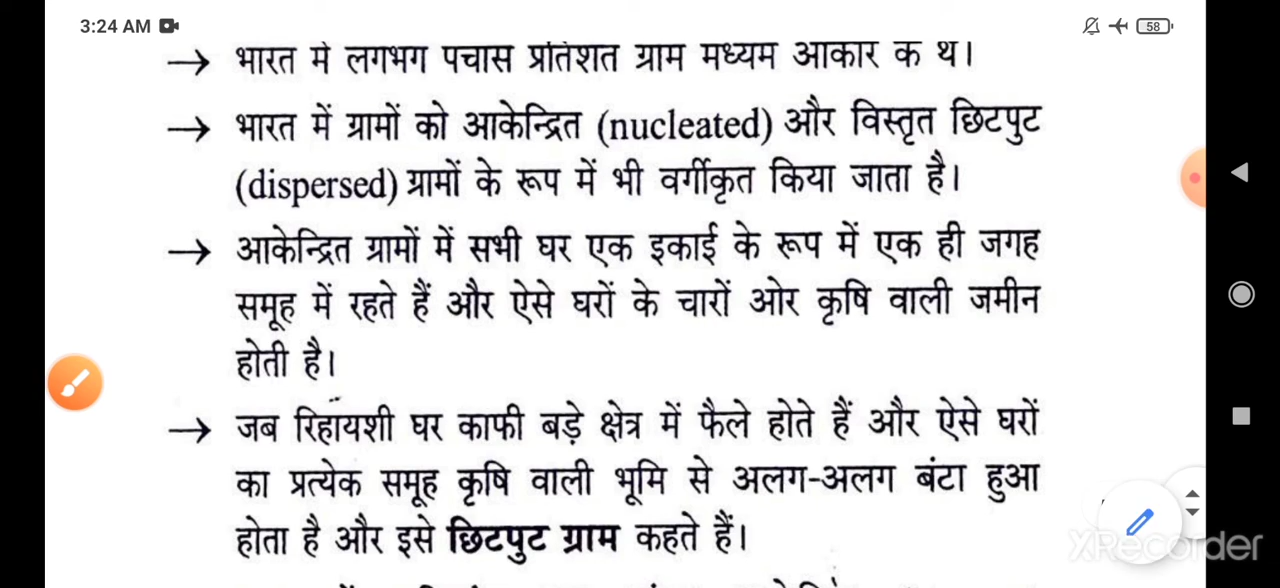 3:24 AM
58
→ भारत में लगभग पचास प्रतिशत ग्राम मध्यम आकार के थे।
→ भारत में ग्रामों को आकेन्द्रित (nucleated) और विस्तृत छिटपुट
(dispersed) ग्रामों के रूप में भी वर्गीकृत किया जाता है।
→ आकेन्द्रित ग्रामों में सभी घर एक इकाई के रूप में एक ही जगह
समूह में रहते हैं और ऐसे घरों के चारों ओर कृषि वाली जमीन
होती है।
→ जब रिहायशी घर काफी बड़े क्षेत्र में फैले होते हैं और ऐसे घरों
का प्रत्येक समूह कृषि वाली भूमि से अलग-अलग बंटा हुआ
होता है और इसे छिटपुट ग्राम कहते हैं।
XRecorder